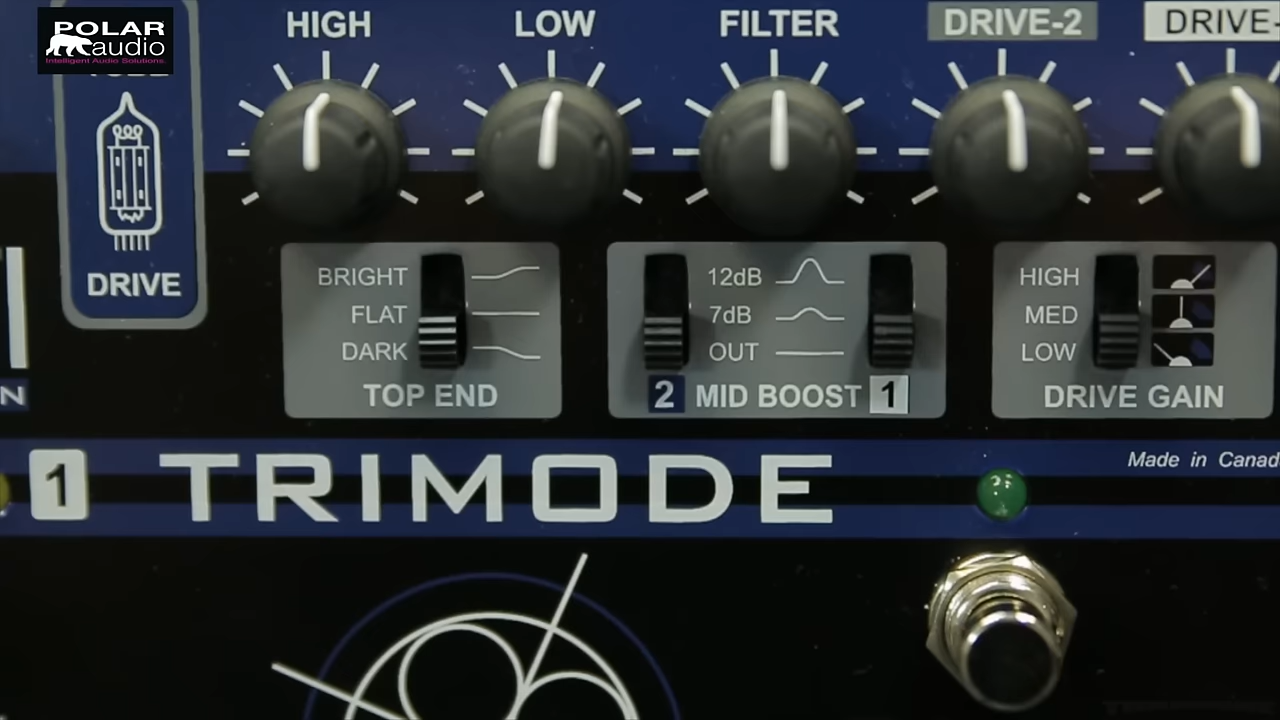 POLAR
audio
Intelligent Audio Solutions.
HIGH LOW FILTER DRIVE-2 DRIVE-
DRIVE
BRIGHT
FLAT
DARK
TOP END
12dB
7dB
OUT
2 MID BOOST 1
HIGH
MED
LOW
DRIVE GAIN
N
1 TRIMODE
Made in Canad